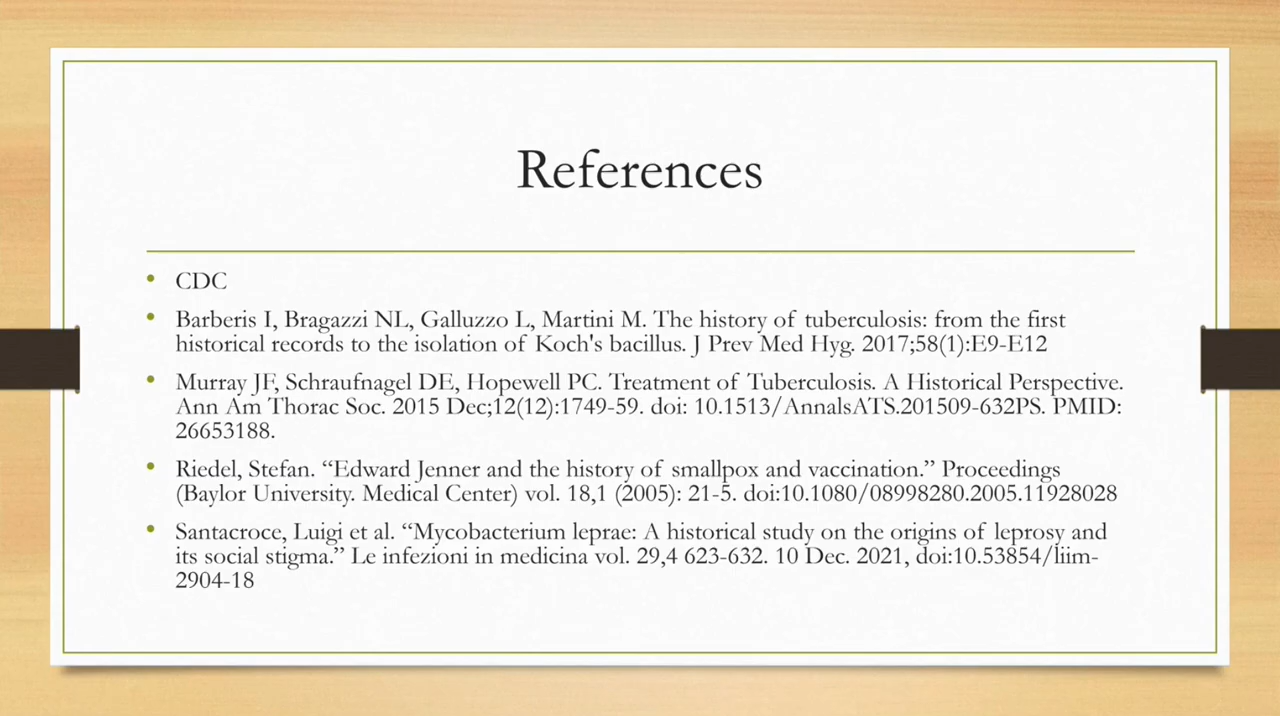 References
• CDC
• Barberis I, Bragazzi NL, Galluzzo L, Martini M. The history of tuberculosis: from the first
historical records to the isolation of Koch's bacillus. J Prev Med Hyg. 2017;58(1):E9-E12
• Murray JF, Schraufnagel DE, Hopewell PC. Treatment of Tuberculosis. A Historical Perspective.
Ann Am Thorac Soc. 2015 Dec;12(12):1749-59. doi: 10.1513/AnnalsATS.201509-632PS. PMID:
26653188.
• Riedel, Stefan. “Edward Jenner and the history of smallpox and vaccination.” Proceedings
(Baylor University. Medical Center) vol. 18,1 (2005): 21-5. doi:10.1080/08998280.2005.11928028
• Santacroce, Luigi et al. “Mycobacterium leprae: A historical study on the origins of leprosy and
its social stigma.” Le infezioni in medicina vol. 29,4 623-632. 10 Dec. 2021, doi:10.53854/liim-
2904-18